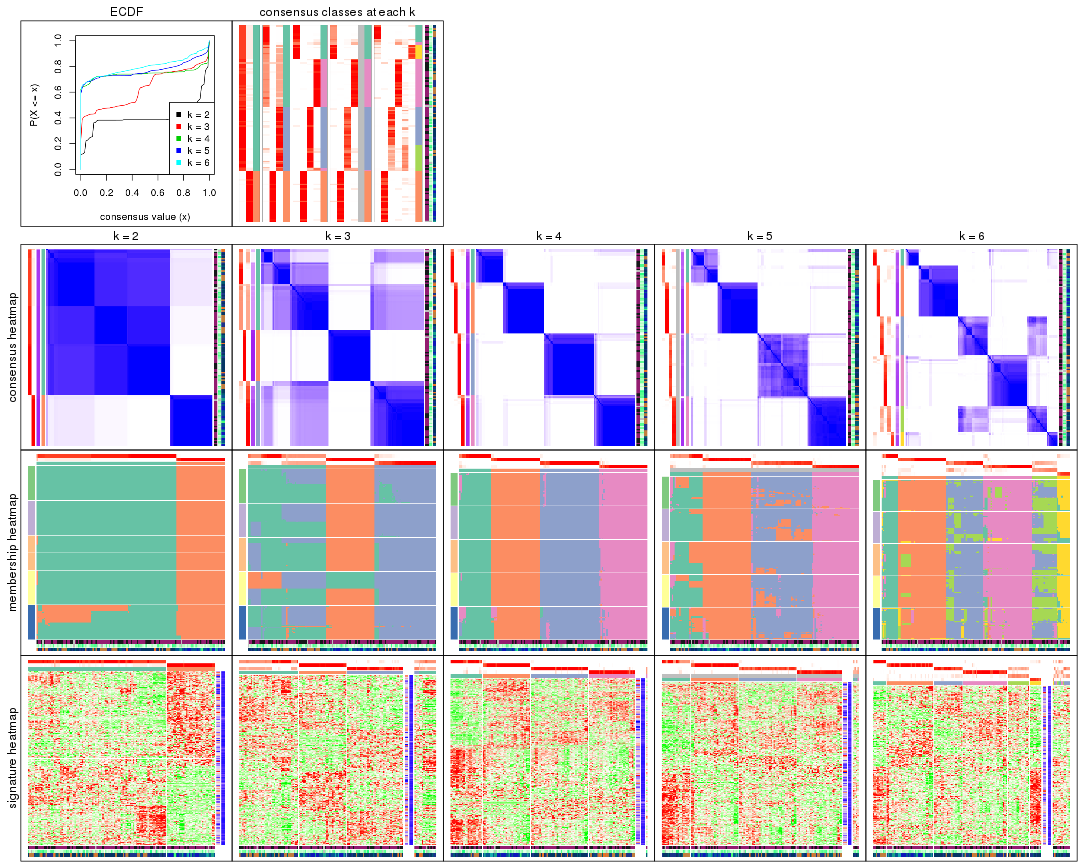 ECDF
consensus classes at each k
P(X <= x)
0.0 0.2 0.4 0.6 0.8 1.0
k = 2
k = 3
k = 4
k = 5
k = 6
0.0 0.2 0.4 0.6 0.8 1.0
consensus value (x)
k = 2
k = 3
k = 4
k = 5
k = 6
consensus heatmap
membership heatmap
signature heatmap